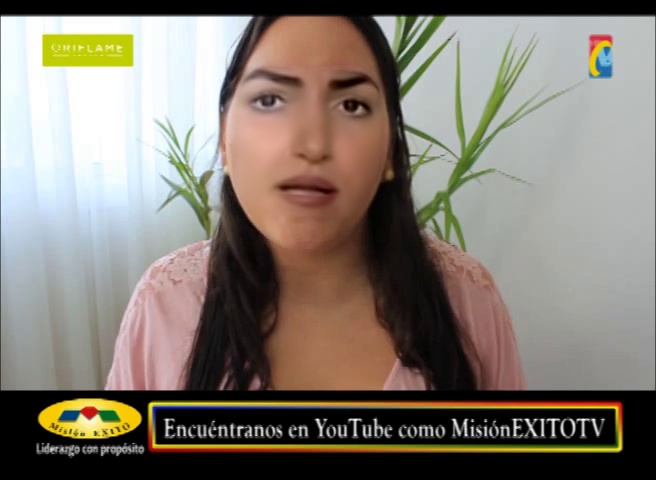 ORIFLAME
Misión EXITO
Liderazgo con propósito
Encuéntranos en YouTube como MisiónEXITOTV